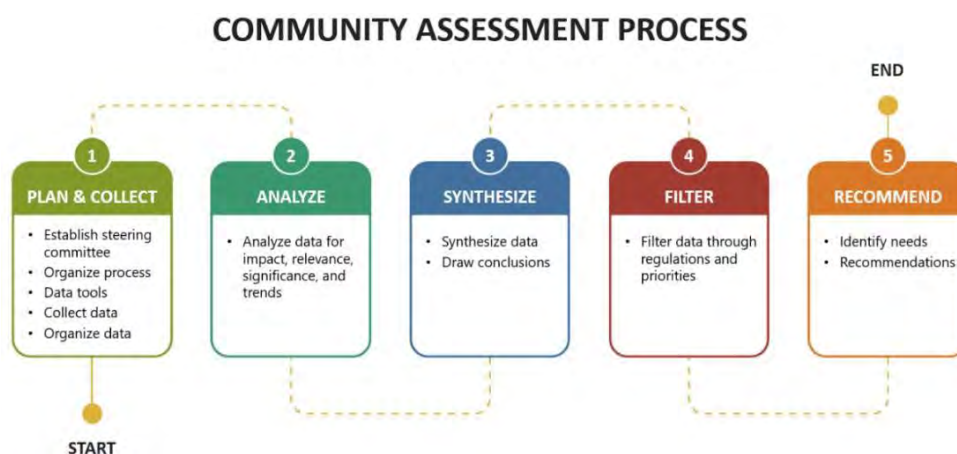 COMMUNITY ASSESSMENT PROCESS
END
1
PLAN & COLLECT
• Establish steering
committee
• Organize process
• Data tools
• Collect data
• Organize data
START
2
ANALYZE
• Analyze data for
impact, relevance,
significance, and
trends
3
SYNTHESIZE
• Synthesize data
• Draw conclusions
4
FILTER
• Filter data through
regulations and
priorities
5
RECOMMEND
• Identify needs
• Recommendations